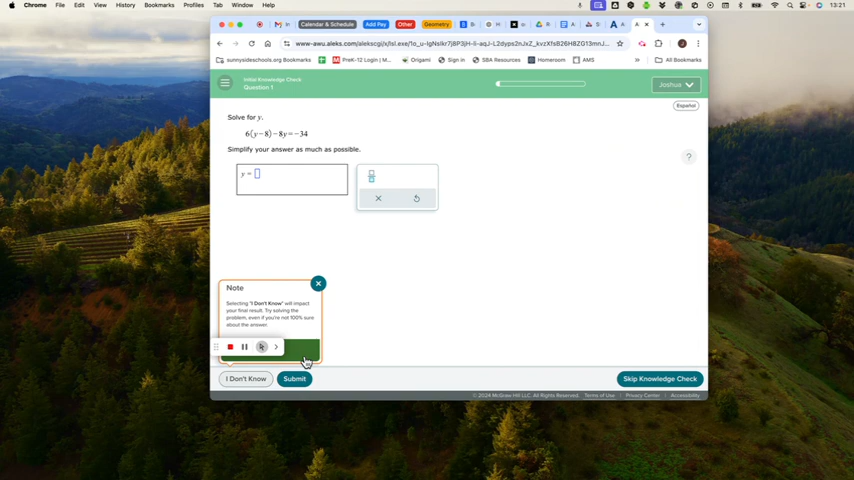 Chrome File Edit View History Bookmarks Profiles Tab Window Help 13:21
Calendar & Schedule Add Pay Other Geometry
www-awu.aleks.com/alekscgi/x/Isl.exe/1o_u-IgNslkr7j8P3jH-li-aqJ-L2dyps2nJxZ_kvzXfsB26H8Z3G9mnJ...
sunnysideschools.org Bookmarks PreK-12 Login | M... Origami Sign in SBA Resources Homeroom AMS » All Bookmarks
Initial Knowledge Check
Question 1
Joshua
Español
Solve for y.
6(y−8)−8y=−34
Simplify your answer as much as possible.
y =
?
Note
Selecting "I Don't Know" will impact
your final result. Try solving the
problem, even if you're not 100% sure
about the answer.
I Don't Know Submit Skip Knowledge Check
© 2024 McGraw Hill LLC. All Rights Reserved. Terms of Use | Privacy Center | Accessibility